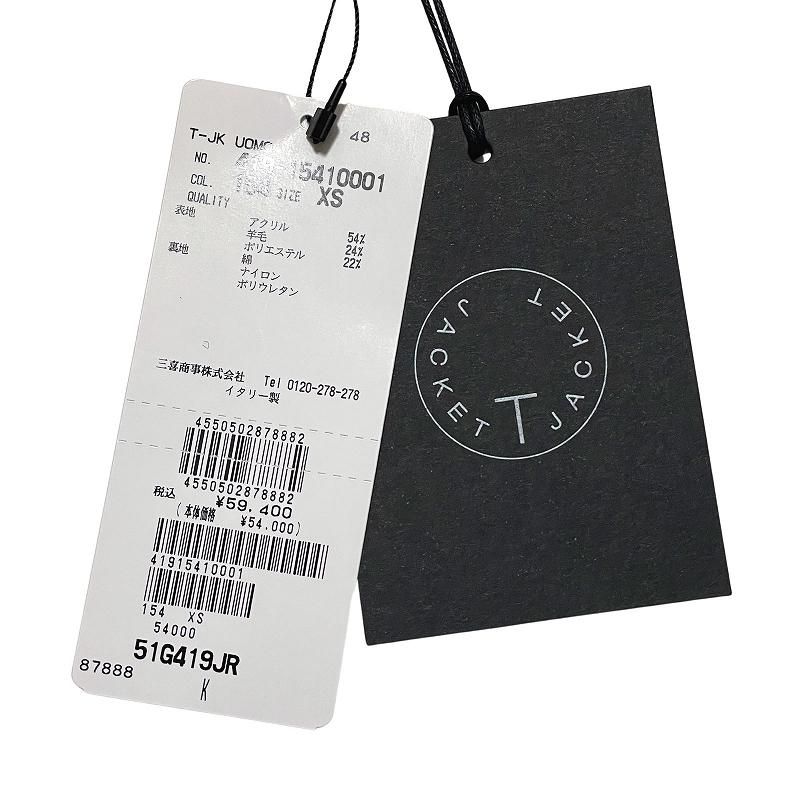 48
T-JK UOMO
NO. 41915410001
COL. 154 SIZE XS
QUALITY
表地 アクリル 54%
羊毛 24%
ポリエステル 22%
裏地 綿
ナイロン
ポリウレタン
三喜商事株式会社 Tel 0120-278-278
イタリー製
4550502878882
4550502878882
税込 ¥59,400
(本体価格 ¥54,000)
41915410001
154 XS
54000
51G419JR
87888 K
JACKET T JACKET